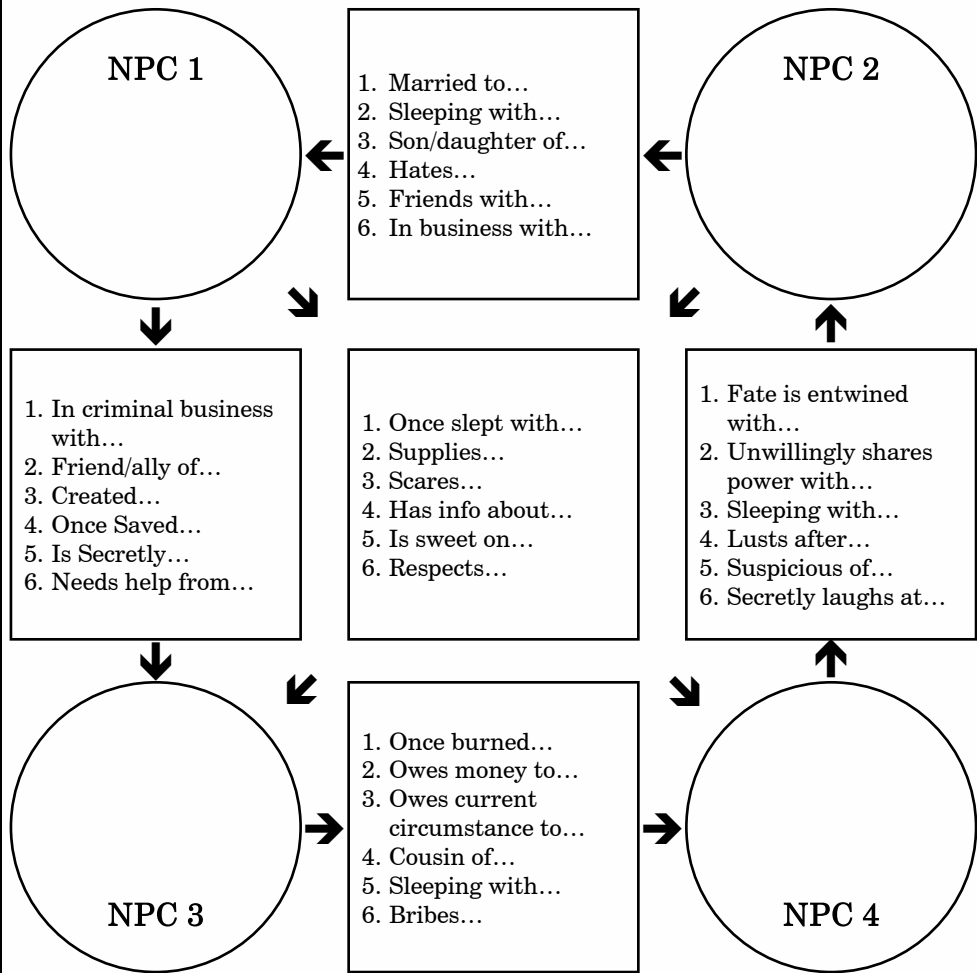 NPC 1
1. Married to…
2. Sleeping with…
3. Son/daughter of…
4. Hates…
5. Friends with…
6. In business with…
NPC 2
1. In criminal business
with…
2. Friend/ally of…
3. Created…
4. Once Saved…
5. Is Secretly…
6. Needs help from…
1. Once slept with…
2. Supplies…
3. Scares…
4. Has info about…
5. Is sweet on…
6. Respects…
1. Fate is entwined
with…
2. Unwillingly shares
power with…
3. Sleeping with…
4. Lusts after…
5. Suspicious of…
6. Secretly laughs at…
NPC 3
1. Once burned…
2. Owes money to…
3. Owes current
circumstance to…
4. Cousin of…
5. Sleeping with…
6. Bribes…
NPC 4